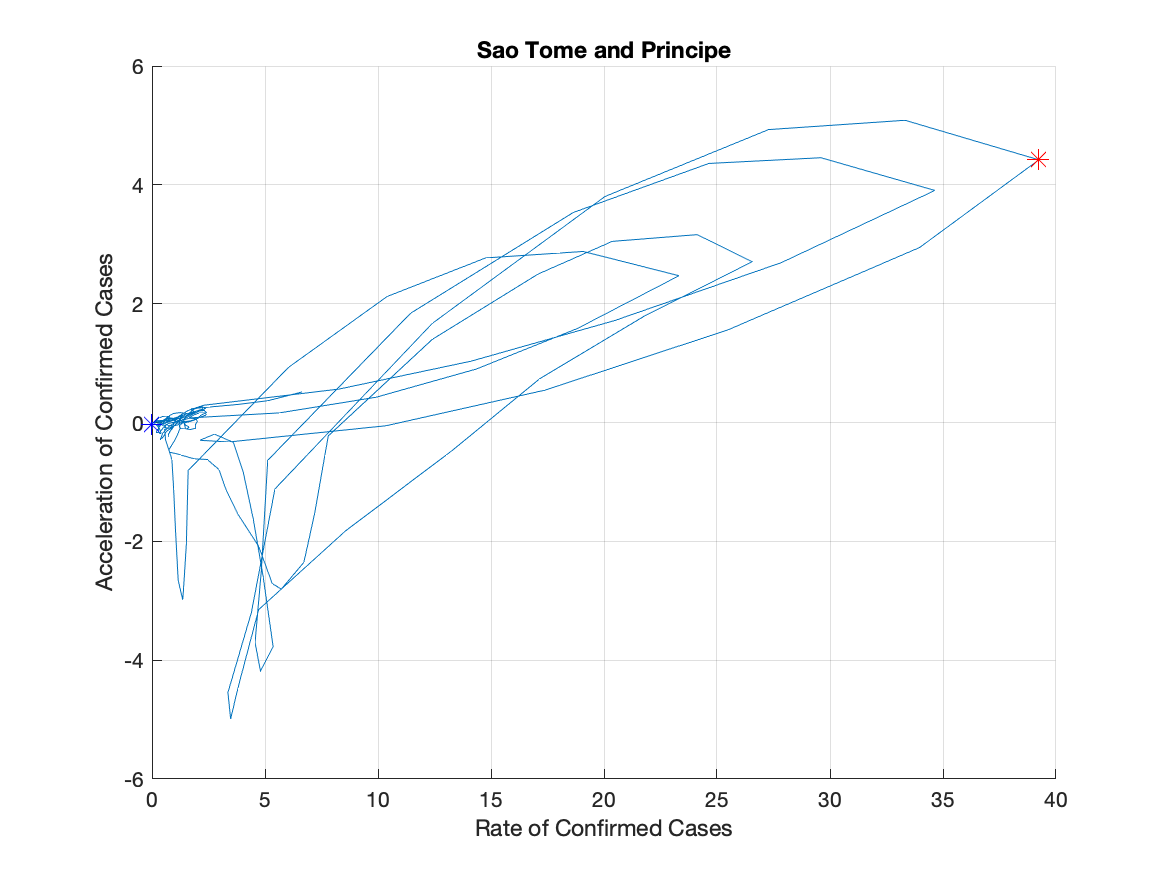 Sao Tome and Principe
6
4
2
0
-2
-4
-6
Acceleration of Confirmed Cases
0 5 10 15 20 25 30 35 40
Rate of Confirmed Cases